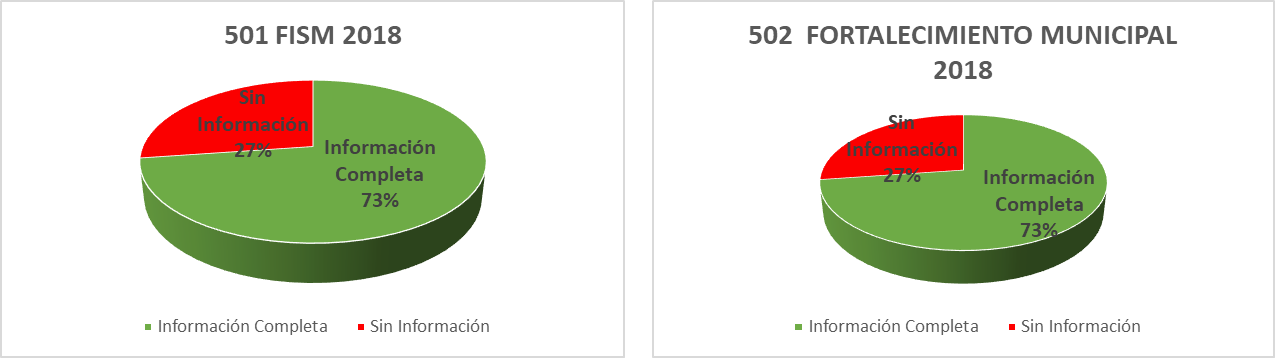 501 FISM 2018
Sin
Información
27%
Información
Completa
73%
Información Completa
Sin Información
502 FORTALECIMIENTO MUNICIPAL
2018
Sin
Información
27%
Información
Completa
73%
Información Completa
Sin Información